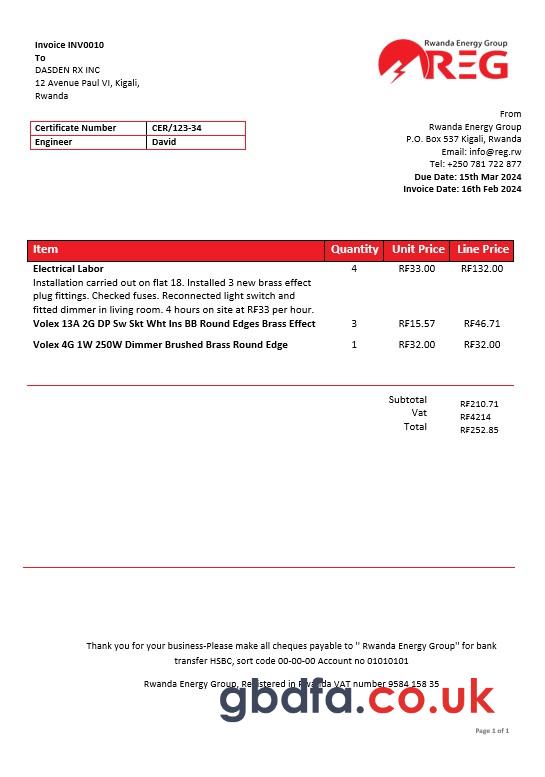 Invoice INV0010
To
DASDEN RX INC
12 Avenue Paul VI, Kigali,
Rwanda
Rwanda Energy Group
REG
Certificate Number CER/123-34
Engineer David
From
Rwanda Energy Group
P.O. Box 537 Kigali, Rwanda
Email: info@reg.rw
Tel: +250 781 722 877
Due Date: 15th Mar 2024
Invoice Date: 16th Feb 2024
Item Quantity Unit Price Line Price
Electrical Labor 4 RF33.00 RF132.00
Installation carried out on flat 18. Installed 3 new brass effect
plug fittings. Checked fuses. Reconnected light switch and
fitted dimmer in living room. 4 hours on site at RF33 per hour.
Volex 13A 2G DP Sw Skt Wht Ins BB Round Edges Brass Effect 3 RF15.57 RF46.71
Volex 4G 1W 250W Dimmer Brushed Brass Round Edge 1 RF32.00 RF32.00
Subtotal RF210.71
Vat RF4214
Total RF252.85
Thank you for your business-Please make all cheques payable to " Rwanda Energy Group" for bank
transfer HSBC, sort code 00-00-00 Account no 01010101
Rwanda Energy Group, Registered in Rwanda VAT number 9584 158 35
gbdfa.co.uk
Page 1 of 1